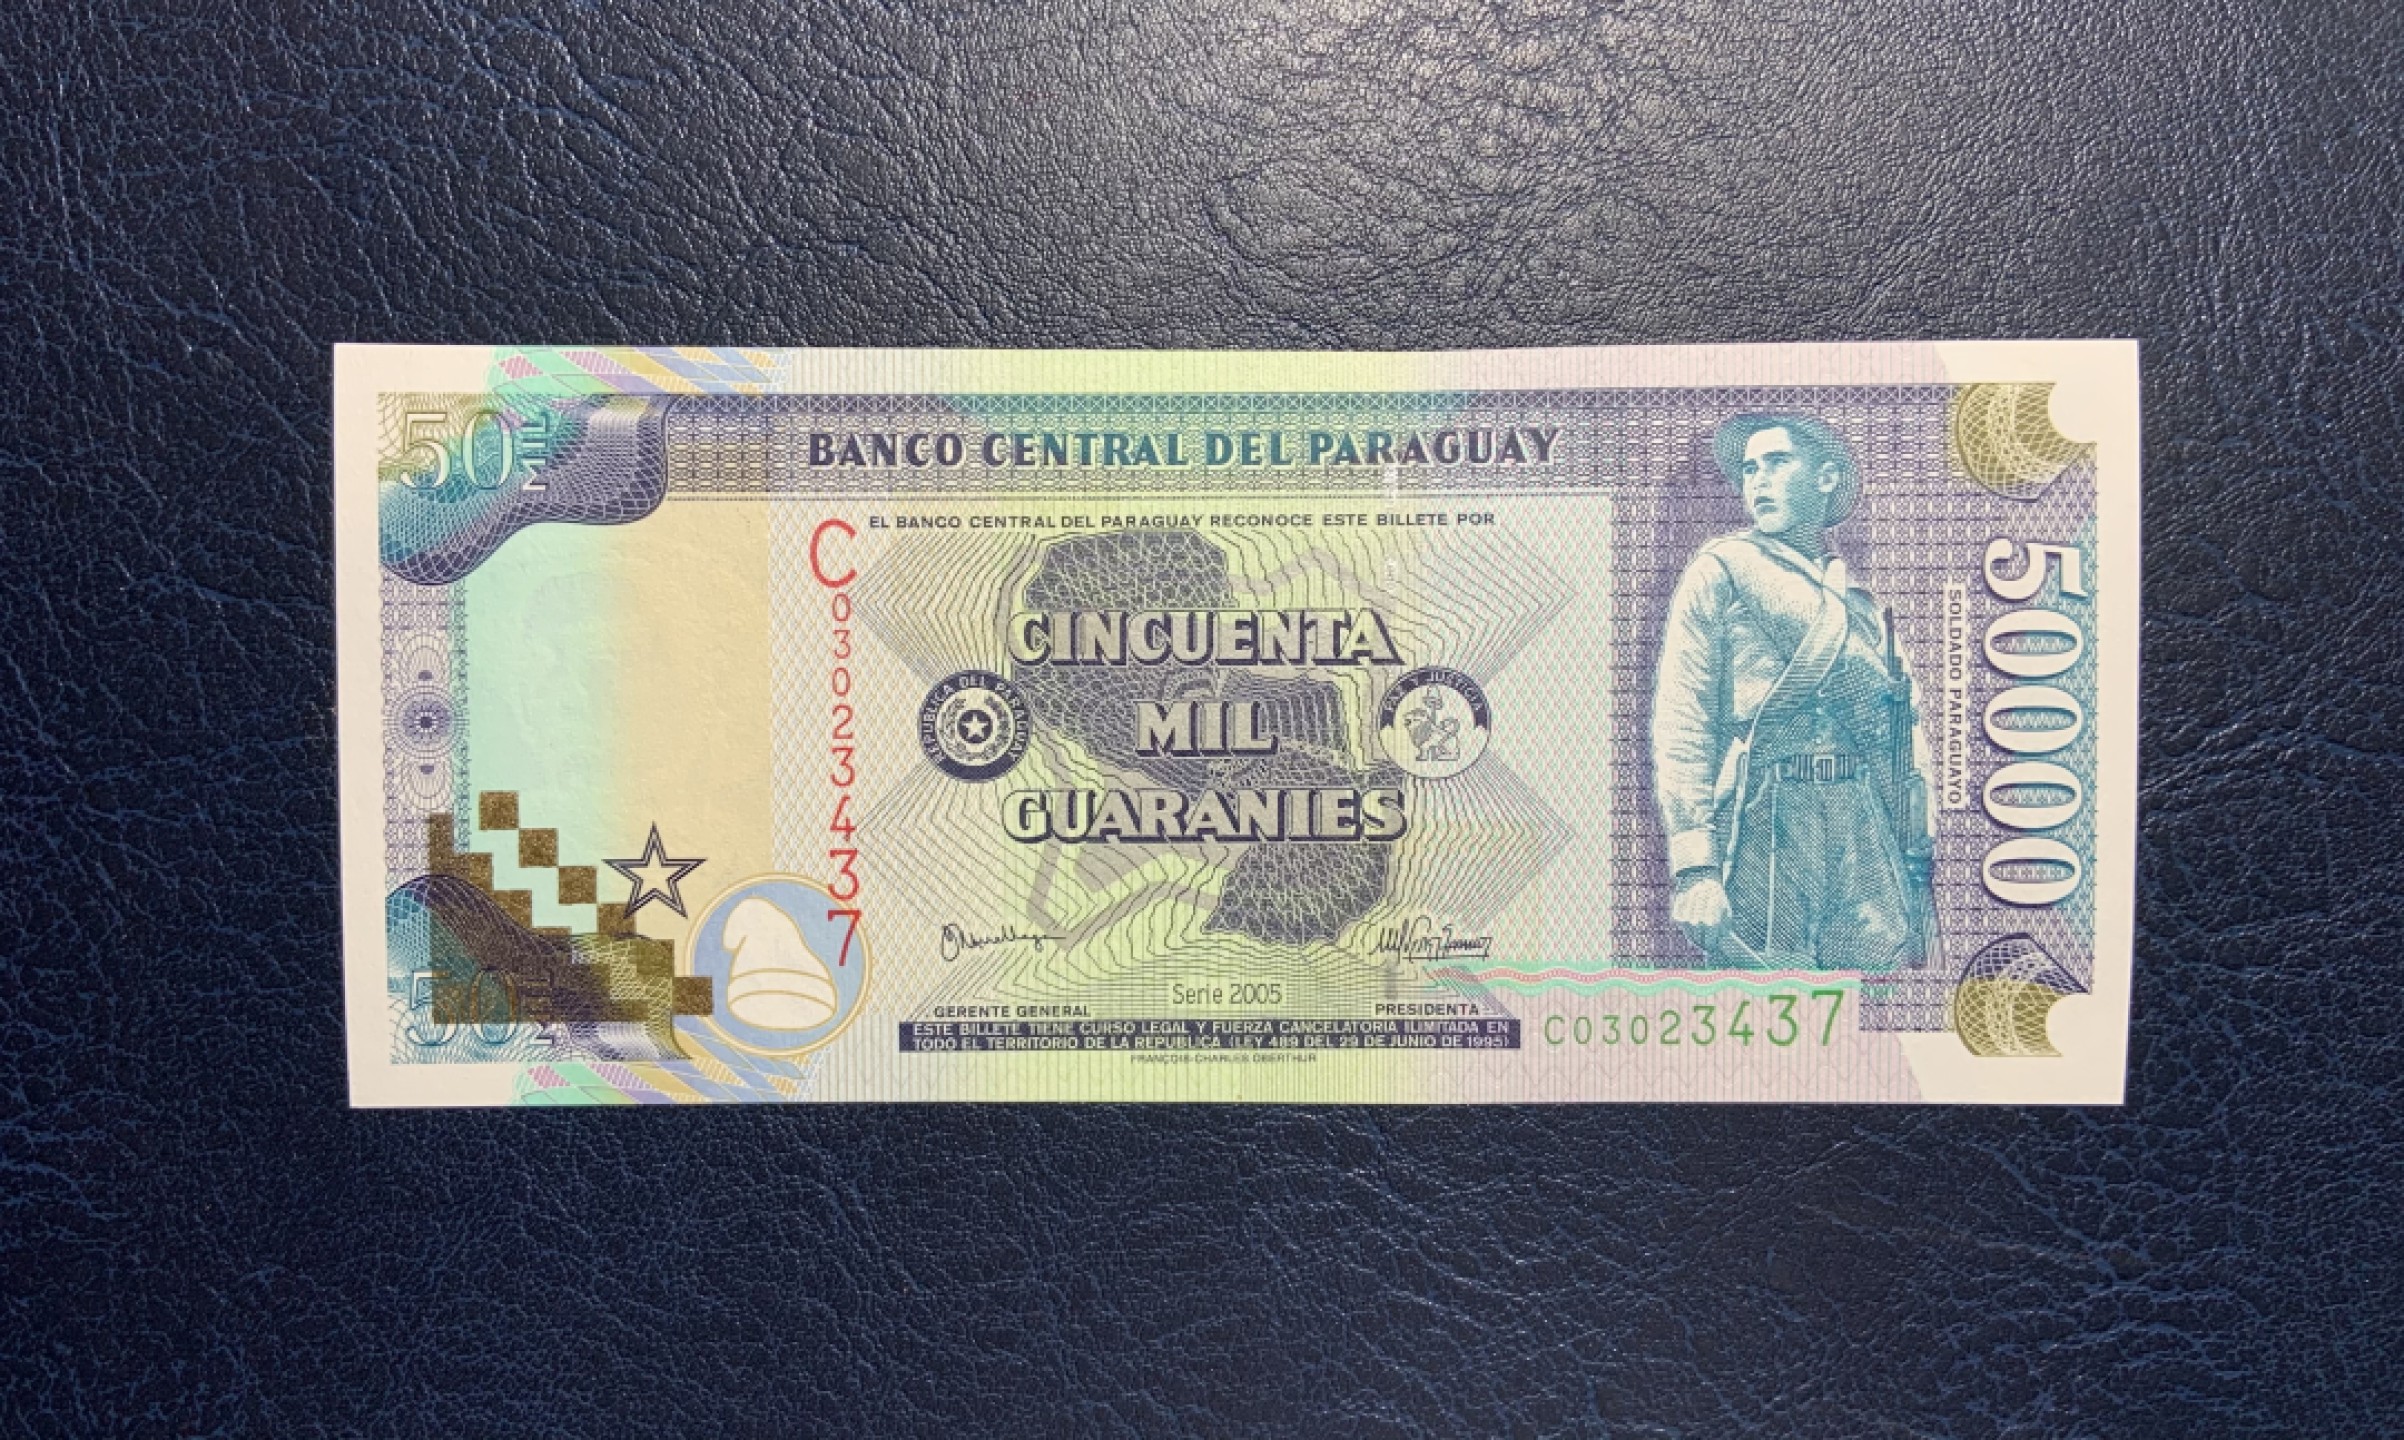 50 MIL
BANCO CENTRAL DEL PARAGUAY
EL BANCO CENTRAL DEL PARAGUAY RECONOCE ESTE BILLETE POR
C03023437
CINCUENTA
MIL
GUARANIES
REPUBLICA DEL PARAGUAY
PAZ Y JUSTICIA
SOLDADO PARAGUAYO
50000
50 MIL
Serie 2005
GERENTE GENERAL
PRESIDENTA
ESTE BILLETE TIENE CURSO LEGAL Y FUERZA CANCELATORIA ILIMITADA EN
TODO EL TERRITORIO DE LA REPUBLICA (LEY 489 DEL 29 DE JUNIO DE 1995)
FRANÇOIS-CHARLES OBERTHUR
C03023437